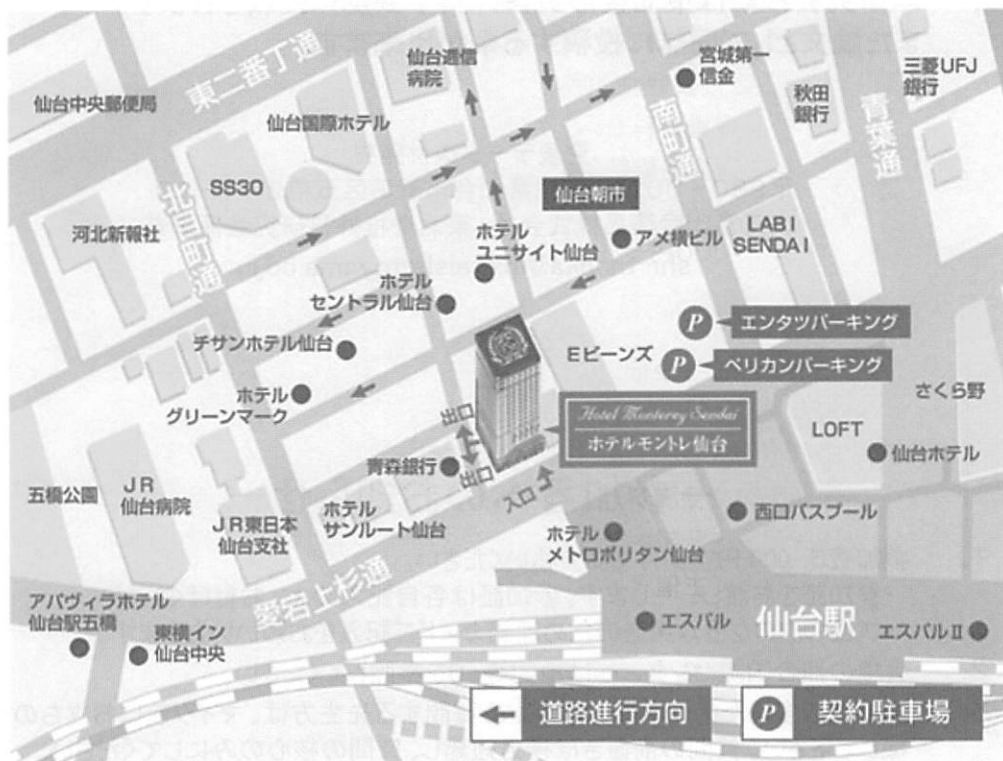 仙台中央郵便局
東二番丁通
仙台逓信
病院
宮城第一
信金
三菱UFJ
銀行
秋田
銀行
仙台国際ホテル
南町通
青葉通
SS30
北目町通
河北新報社
仙台朝市
アメ横ビル
LABI
SENDAI
ホテル
ユニサイト仙台
ホテル
セントラル仙台
チサンホテル仙台
ホテル
グリーンマーク
Eビーンズ
P
エンタツパーキング
P
ペリカンパーキング
さくら野
Hotel Monterey Sendai
ホテルモントレ仙台
LOFT
仙台ホテル
出口
出口
入口
青森銀行
五橋公園
JR
仙台病院
JR東日本
仙台支社
ホテル
サンルート仙台
ホテル
メトロポリタン仙台
西口バスプール
愛宕上杉通
アパヴィラホテル
仙台駅五橋
東横イン
仙台中央
エスパル
仙台駅
エスパルⅡ
道路進行方向
P
契約駐車場